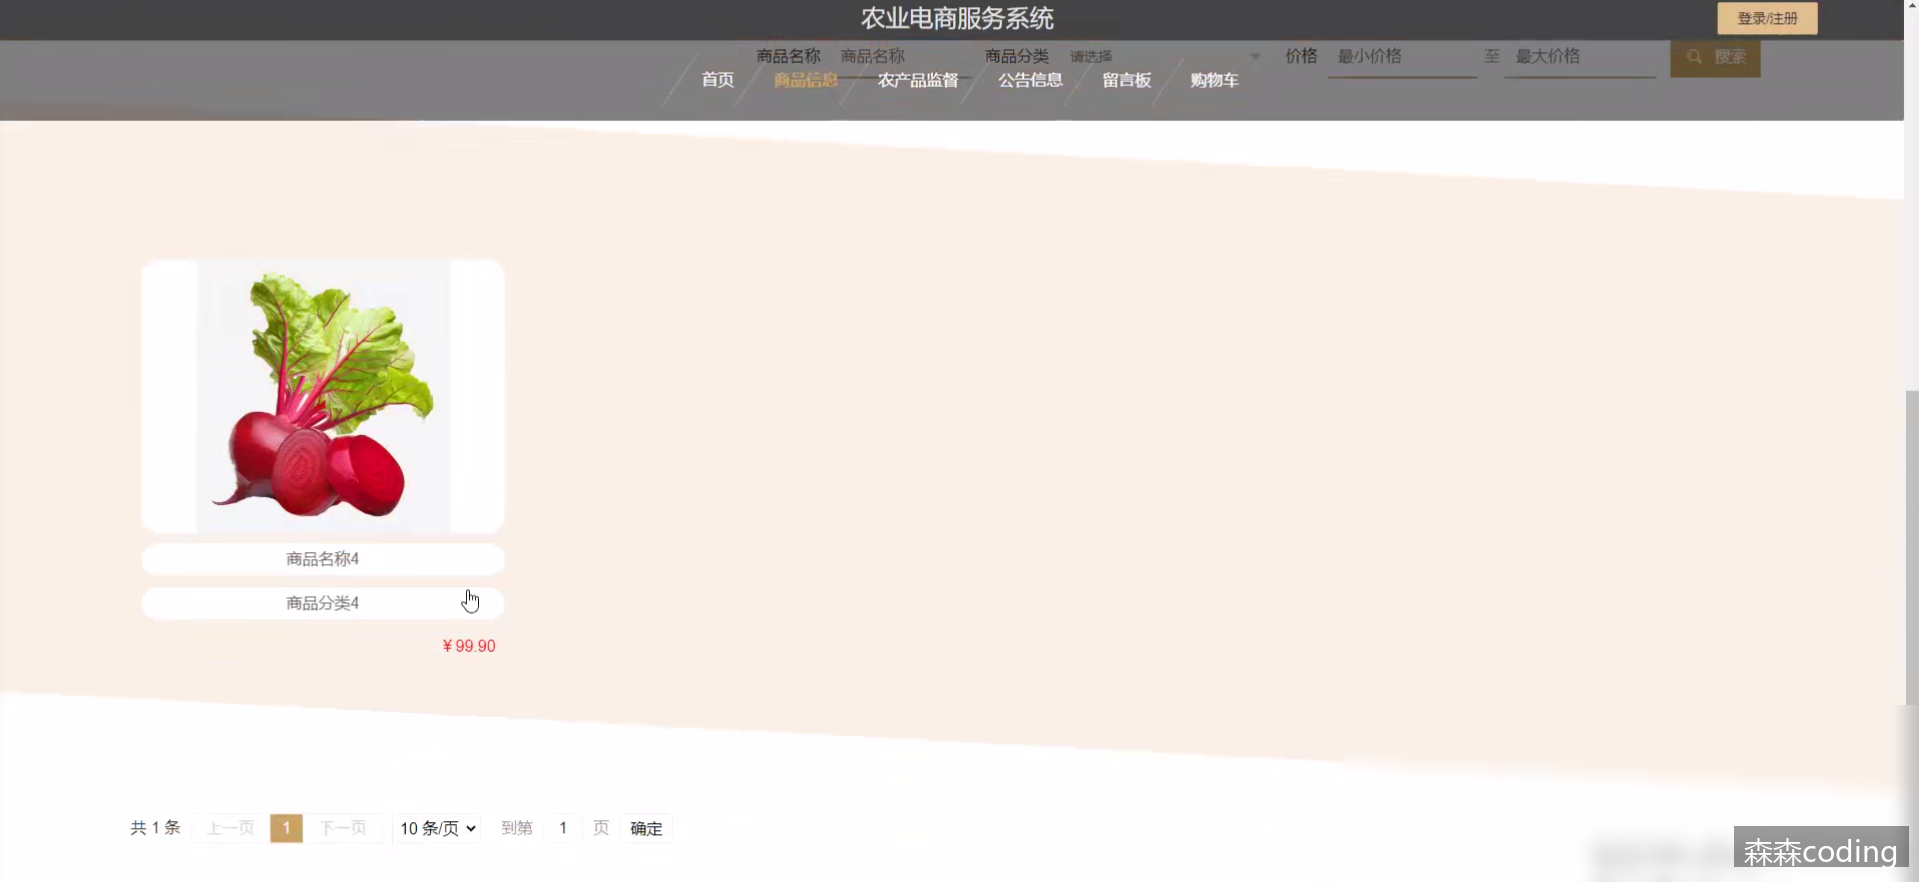 农业电商服务系统
登录/注册
商品名称 商品名称 商品分类 请选择 价格 最小价格 至 最大价格 搜索
首页 商品信息 农产品监督 公告信息 留言板 购物车
商品名称4
商品分类4
¥ 99.90
共 1 条 上一页 1 下一页 10 条/页 到第 1 页 确定
森森coding